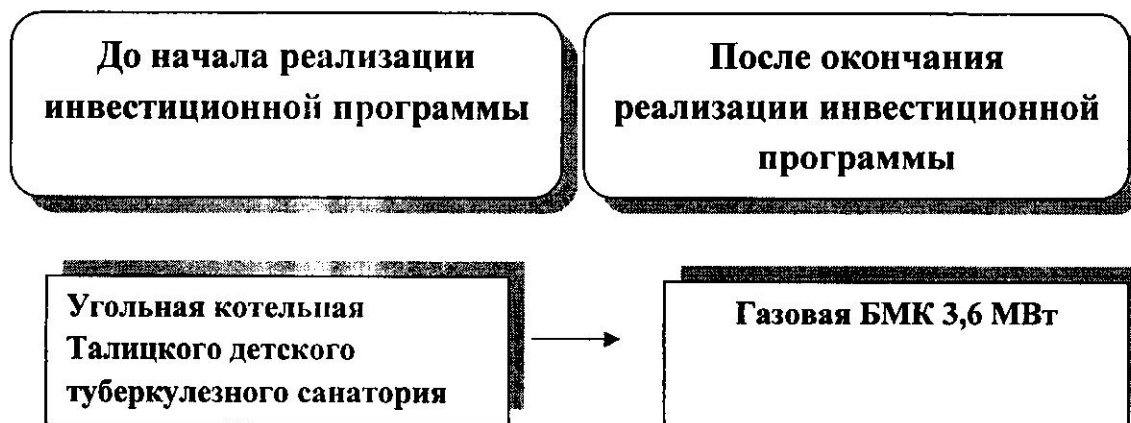 До начала реализации
инвестиционной программы
После окончания
реализации инвестиционной
программы
Угольная котельная
Талицкого детского
туберкулезного санатория
Газовая БМК 3,6 МВт